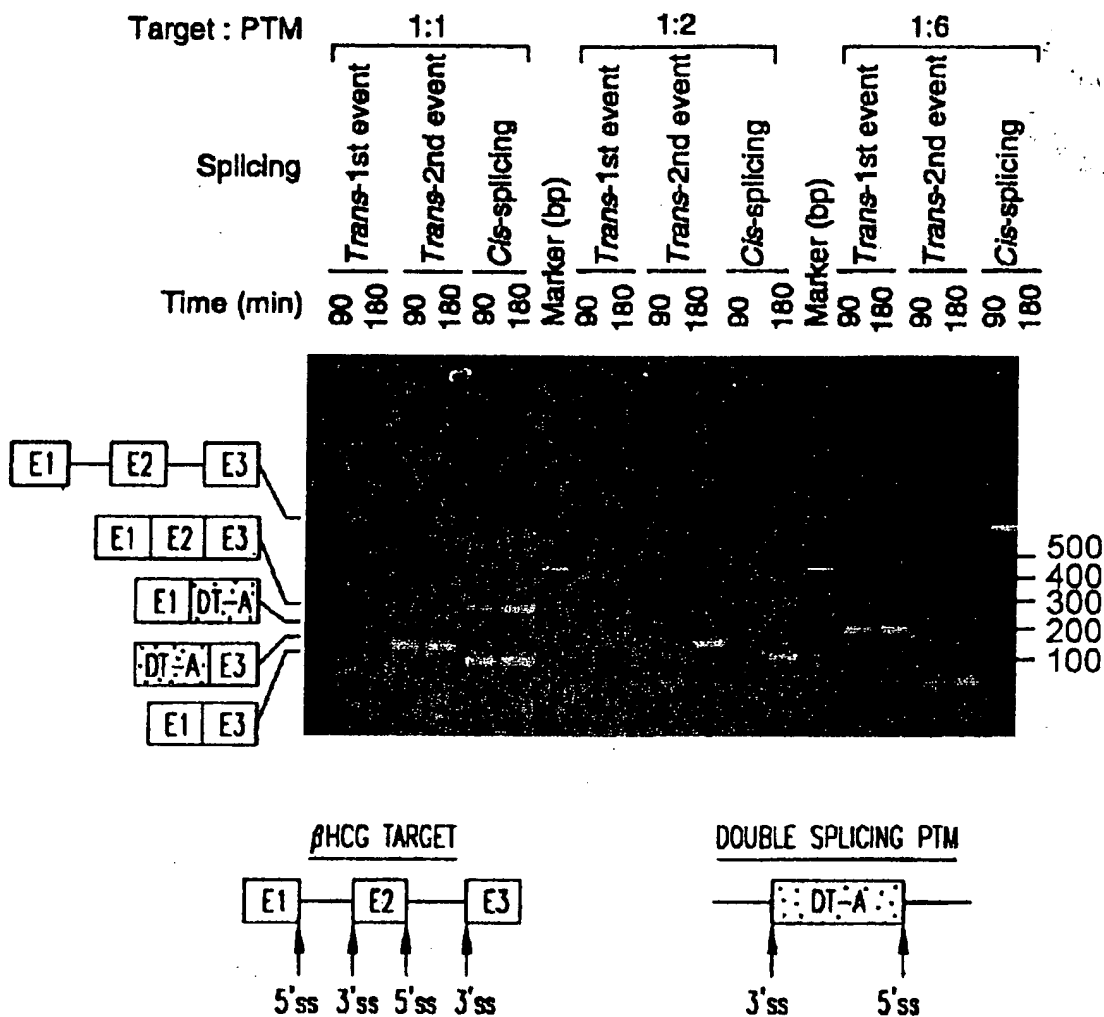 Target : PTM
1:1
1:2
1:6
Splicing
Trans-1st event
Trans-2nd event
Cis-splicing
Marker (bp)
Trans-1st event
Trans-2nd event
Cis-splicing
Marker (bp)
Trans-1st event
Trans-2nd event
Cis-splicing
Time (min)
90 180 90 180 90 180 90 180 90 180 90 180 90 180 90 180 90 180
E1 E2 E3
E1 E2 E3
E1 DT-A
DT-A E3
E1 E3
500
400
300
200
100
βHCG TARGET
E1 E2 E3
5'ss 3'ss 5'ss 3'ss
DOUBLE SPLICING PTM
DT-A
3'ss 5'ss